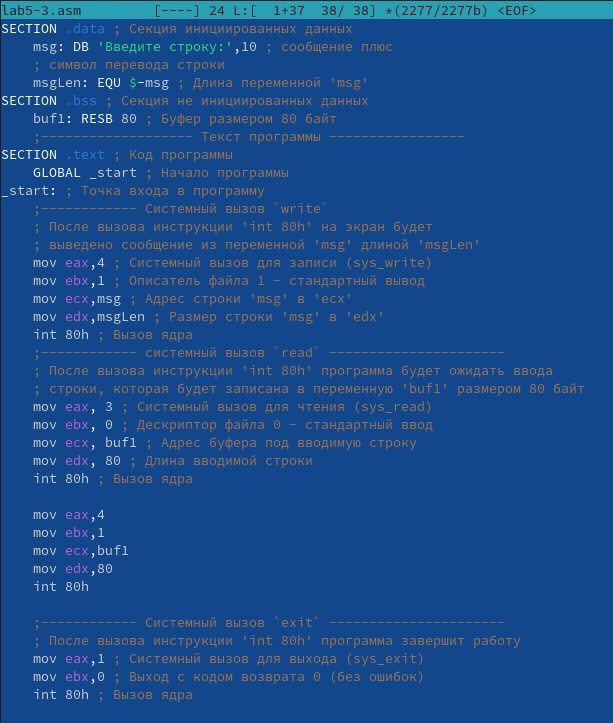 lab5-3.asm [----] 24 L:[ 1+37 38/ 38] *(2277/2277b) <EOF>
SECTION .data ; Секция инициированных данных
msg: DB 'Введите строку:',10 ; сообщение плюс
; символ перевода строки
msgLen: EQU $-msg ; Длина переменной 'msg'
SECTION .bss ; Секция не инициированных данных
buf1: RESB 80 ; Буфер размером 80 байт
;------------------- Текст программы -----------------
SECTION .text ; Код программы
GLOBAL _start ; Начало программы
_start: ; Точка входа в программу
;------------ Системный вызов `write`
; После вызова инструкции 'int 80h' на экран будет
; выведено сообщение из переменной 'msg' длиной 'msgLen'
mov eax,4 ; Системный вызов для записи (sys_write)
mov ebx,1 ; Описатель файла 1 - стандартный вывод
mov ecx,msg ; Адрес строки 'msg' в 'ecx'
mov edx,msgLen ; Размер строки 'msg' в 'edx'
int 80h ; Вызов ядра
;------------ системный вызов `read` ----------------------
; После вызова инструкции 'int 80h' программа будет ожидать ввода
; строки, которая будет записана в переменную 'buf1' размером 80 байт
mov eax, 3 ; Системный вызов для чтения (sys_read)
mov ebx, 0 ; Дескриптор файла 0 - стандартный ввод
mov ecx, buf1 ; Адрес буфера под вводимую строку
mov edx, 80 ; Длина вводимой строки
int 80h ; Вызов ядра
mov eax,4
mov ebx,1
mov ecx,buf1
mov edx,80
int 80h
;------------ Системный вызов `exit` ----------------------
; После вызова инструкции 'int 80h' программа завершит работу
mov eax,1 ; Системный вызов для выхода (sys_exit)
mov ebx,0 ; Выход с кодом возврата 0 (без ошибок)
int 80h ; Вызов ядра